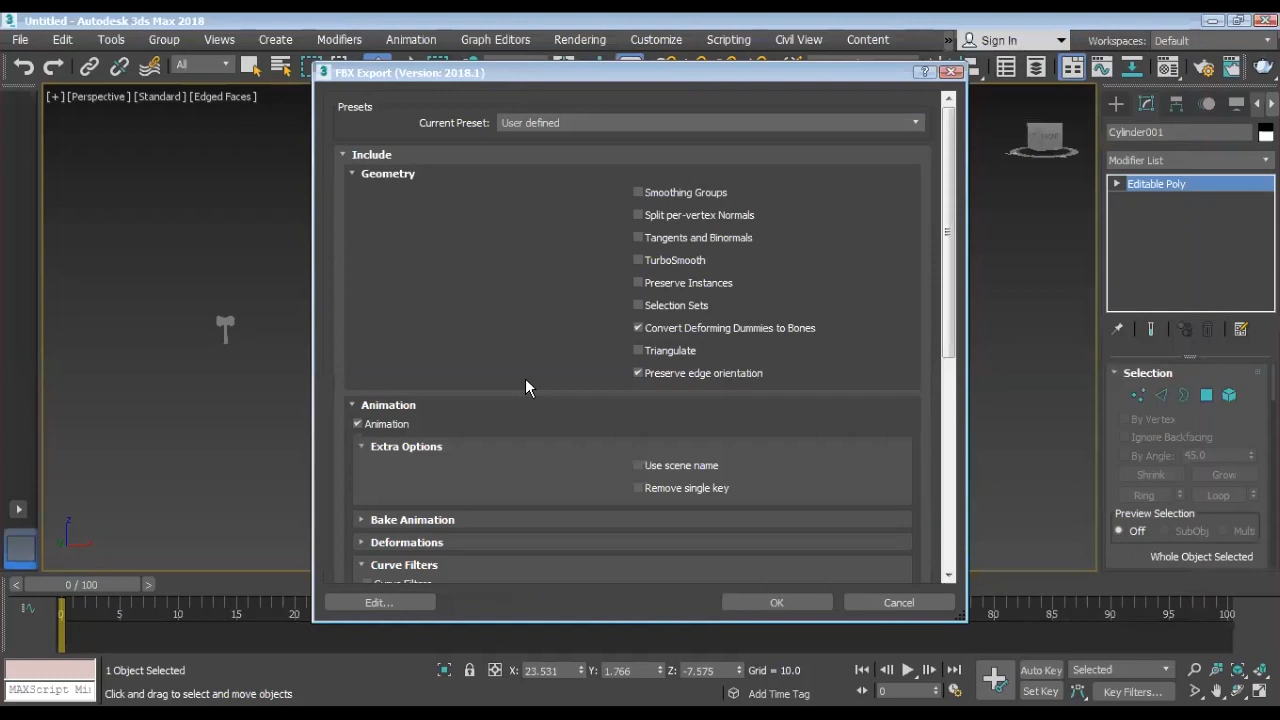 Untitled - Autodesk 3ds Max 2018
File Edit Tools Group Views Create Modifiers Animation Graph Editors Rendering Customize Scripting Civil View Content » Sign In Workspaces: Default
All
FBX Export (Version: 2018.1)
[+] [Perspective] [Standard] [Edged Faces]
Presets
Current Preset: User defined
Include
Geometry
Smoothing Groups
Split per-vertex Normals
Tangents and Binormals
TurboSmooth
Preserve Instances
Selection Sets
Convert Deforming Dummies to Bones
Triangulate
Preserve edge orientation
Animation
Animation
Extra Options
Use scene name
Remove single key
Bake Animation
Deformations
Curve Filters
Curve Filters
Edit...
OK
Cancel
FRONT
Cylinder001
Modifier List
Editable Poly
Selection
By Vertex
Ignore Backfacing
By Angle: 45.0
Shrink Grow
Ring Loop
Preview Selection
Off SubObj Multi
Whole Object Selected
z
0 / 100
0 5 10 15 20 80 85 90 95 100
1 Object Selected
X: 23.531 Y: 1.766 Z: -7.575 Grid = 10.0
Auto Key Selected
MAXScript Mi
Click and drag to select and move objects
Add Time Tag
0
Set Key
Key Filters...